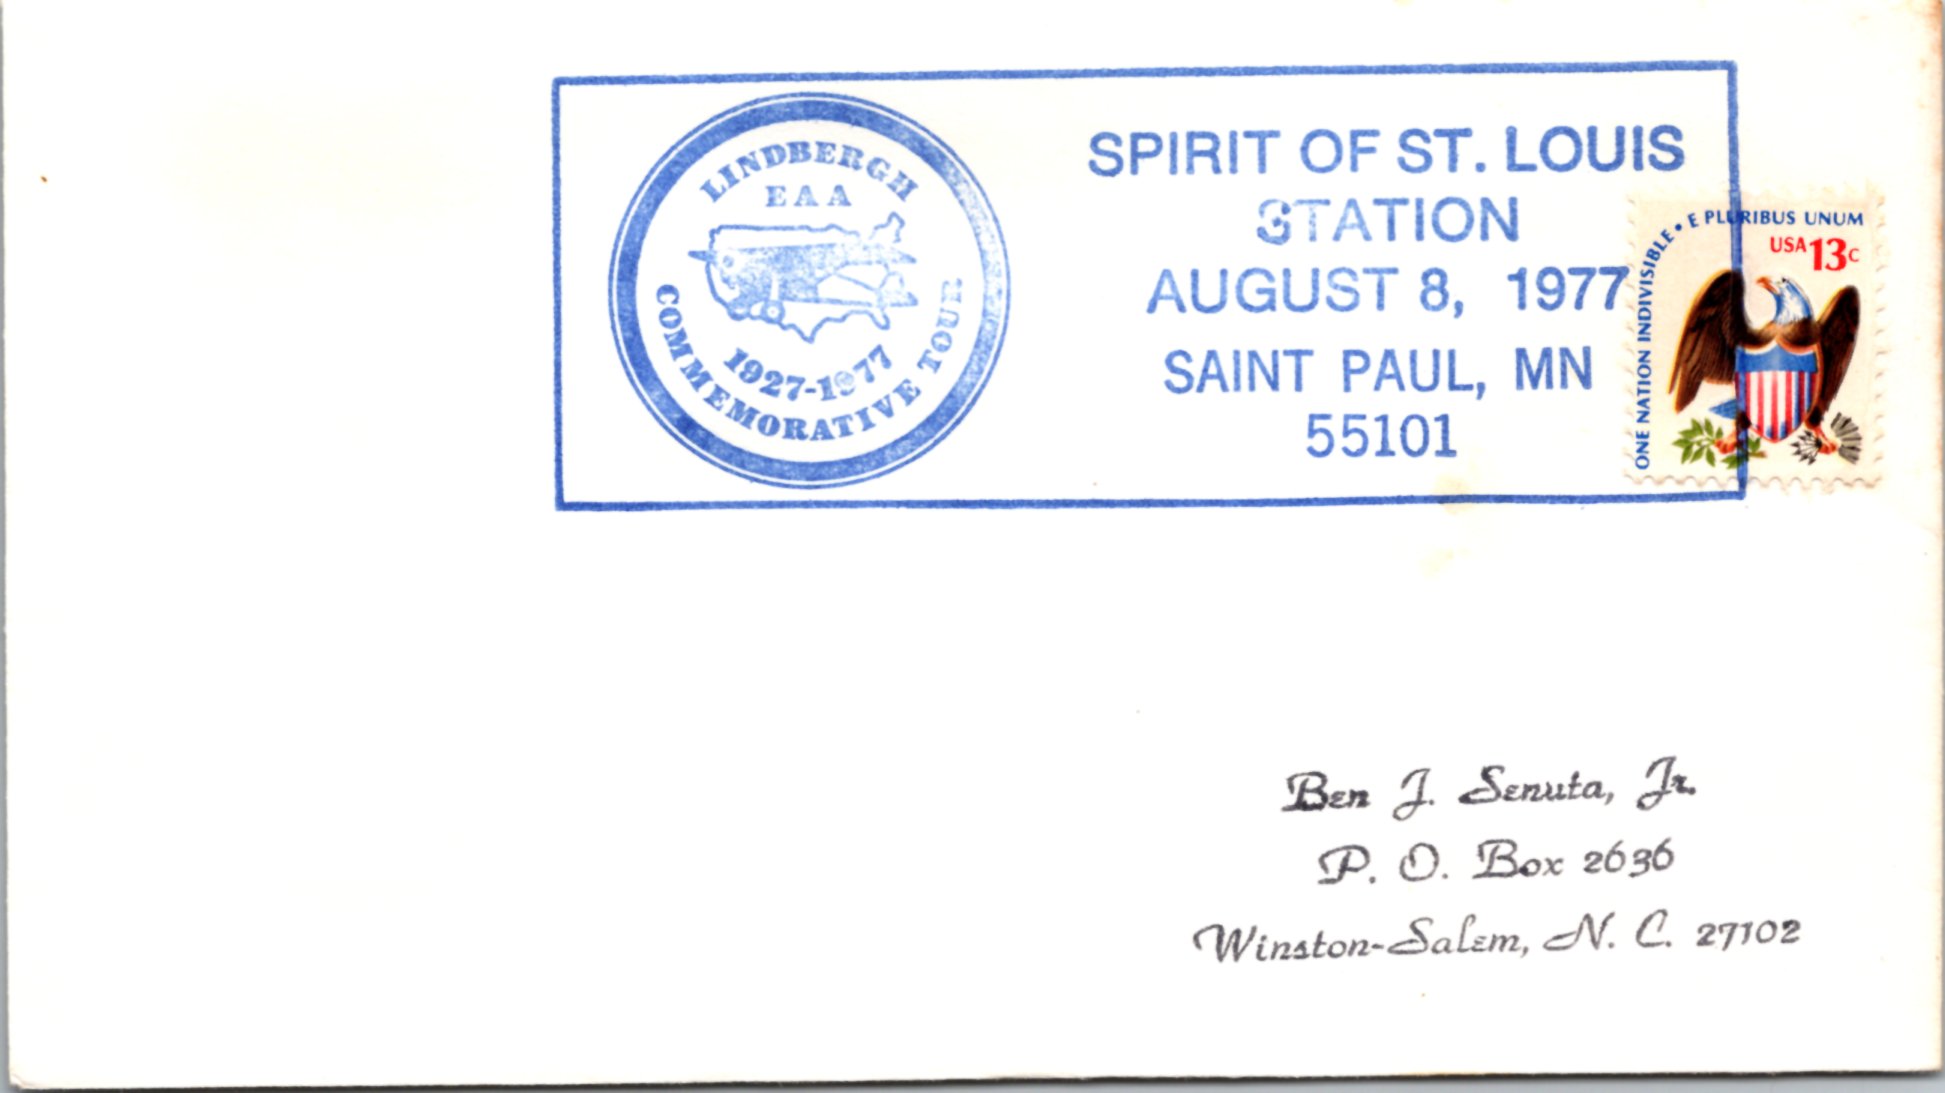 LINDBERGH
EAA
1927-1977
COMMEMORATIVE TOUR
SPIRIT OF ST. LOUIS
STATION
AUGUST 8, 1977
SAINT PAUL, MN
55101
ONE NATION INDIVISIBLE • E PLURIBUS UNUM
USA 13c
Ben J. Senuta, Jr.
P. O. Box 2636
Winston-Salem, N. C. 27102